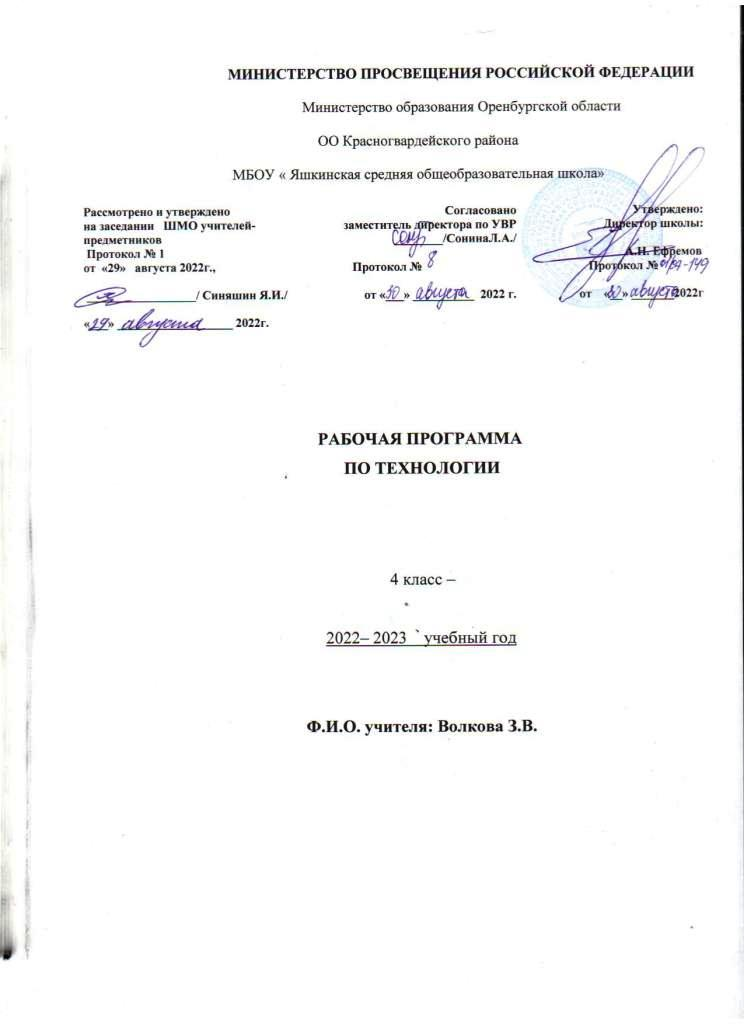 МИНИСТЕРСТВО ПРОСВЕЩЕНИЯ РОССИЙСКОЙ ФЕДЕРАЦИИ
Министерство образования Оренбургской области
ОО Красногвардейского района
МБОУ « Яшкинская средняя общеобразовательная школа»
Рассмотрено и утверждено
на заседании ШМО учителей-
предметников
Протокол № 1
от «29» августа 2022г.,
/ Синяшин Я.И./
«29» августа 2022г.
Согласовано
заместитель директора по УВР
/СонинаЛ.А./
Протокол № 8
от «30» августа 2022 г.
Утверждено:
Директор школы:
А.Н. Ефремов
Протокол №
от «30» августа 2022г
РАБОЧАЯ ПРОГРАММА
ПО ТЕХНОЛОГИИ
4 класс –
2022– 2023 учебный год
Ф.И.О. учителя: Волкова З.В.